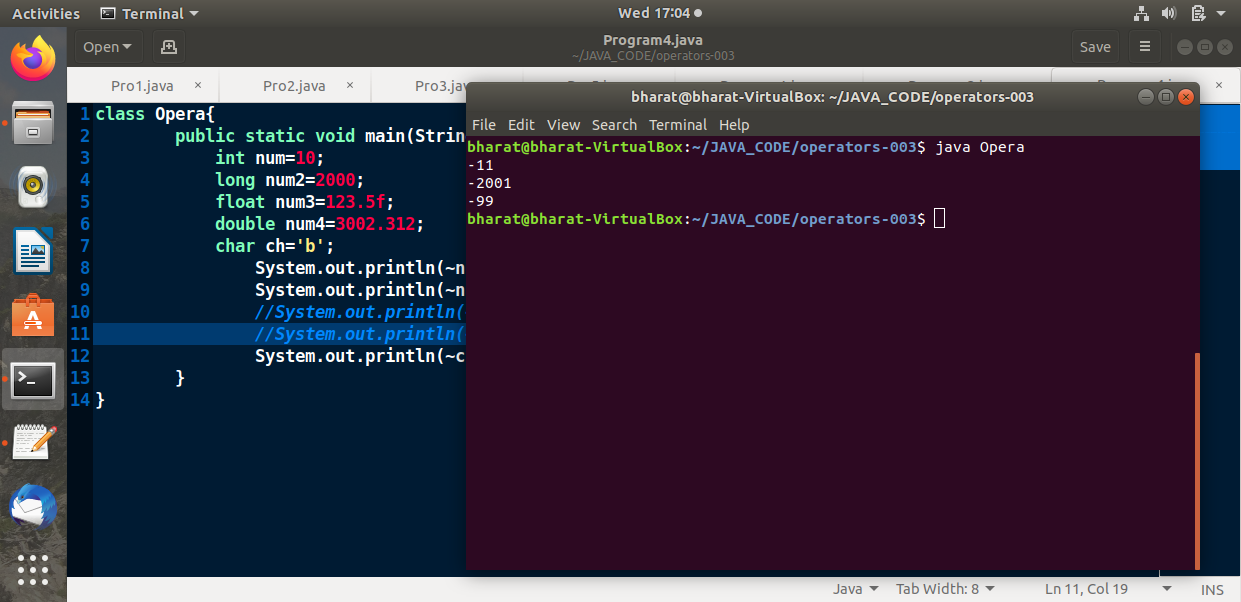 Activities Terminal Wed 17:04
Open Program4.java Save
~/JAVA_CODE/operators-003
Pro1.java × Pro2.java × Pro3.jav ×
bharat@bharat-VirtualBox: ~/JAVA_CODE/operators-003
File Edit View Search Terminal Help
bharat@bharat-VirtualBox:~/JAVA_CODE/operators-003$ java Opera
-11
-2001
-99
bharat@bharat-VirtualBox:~/JAVA_CODE/operators-003$
1 class Opera{
2 public static void main(Strin
3 int num=10;
4 long num2=2000;
5 float num3=123.5f;
6 double num4=3002.312;
7 char ch='b';
8 System.out.println(~n
9 System.out.println(~n
10 //System.out.println(
11 //System.out.println(
12 System.out.println(~c
13 }
14 }
Java Tab Width: 8 Ln 11, Col 19 INS